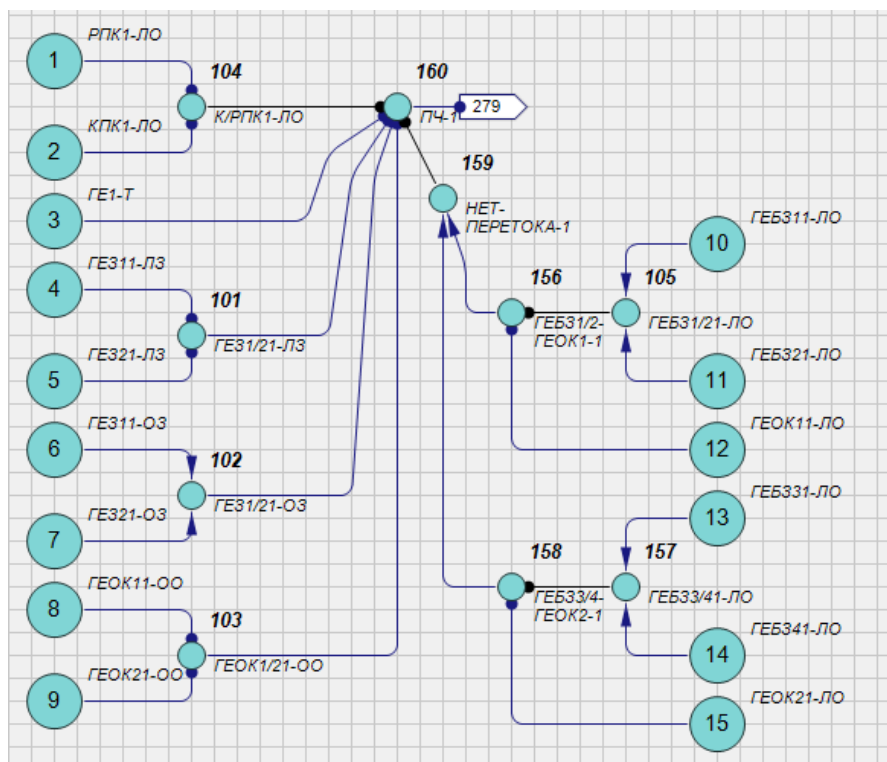 РПК1-ЛО
1
104
160
К/РПК1-ЛО
ПЧ-1
279
КПК1-ЛО
2
159
НЕТ-
ПЕРЕТОКА-1
ГЕ1-Т
3
ГЕБ311-ЛО
10
ГЕ311-ЛЗ
4
101
156
105
ГЕ31/21-ЛЗ
ГЕБ31/2-
ГЕОК1-1
ГЕБ31/21-ЛО
ГЕ321-ЛЗ
5
ГЕБ321-ЛО
11
ГЕ311-ОЗ
6
ГЕОК11-ЛО
12
102
ГЕ31/21-ОЗ
ГЕБ331-ЛО
13
ГЕ321-ОЗ
7
158
157
ГЕБ33/4-
ГЕОК2-1
ГЕБ33/41-ЛО
ГЕОК11-ОО
8
103
ГЕОК1/21-ОО
ГЕБ341-ЛО
14
ГЕОК21-ОО
9
ГЕОК21-ЛО
15